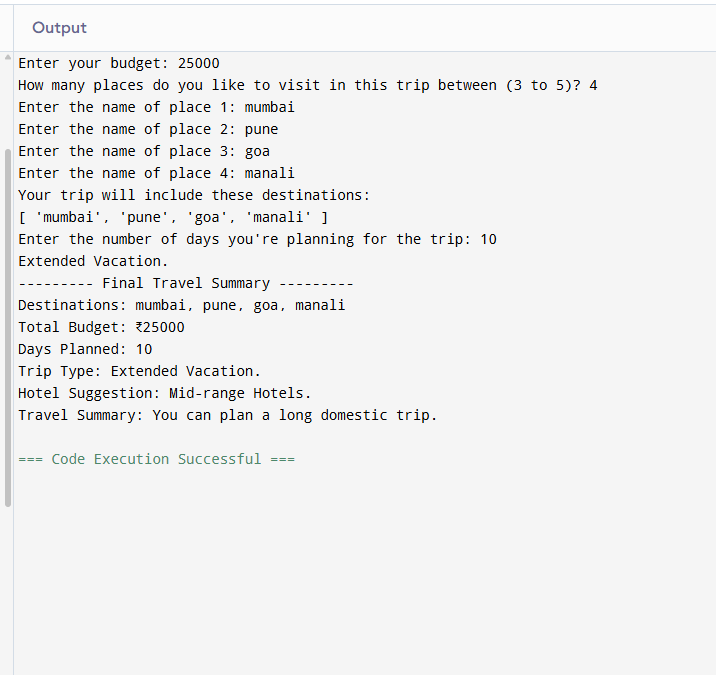 Output
Enter your budget: 25000
How many places do you like to visit in this trip between (3 to 5)? 4
Enter the name of place 1: mumbai
Enter the name of place 2: pune
Enter the name of place 3: goa
Enter the name of place 4: manali
Your trip will include these destinations:
[ 'mumbai', 'pune', 'goa', 'manali' ]
Enter the number of days you're planning for the trip: 10
Extended Vacation.
--------- Final Travel Summary ---------
Destinations: mumbai, pune, goa, manali
Total Budget: ₹25000
Days Planned: 10
Trip Type: Extended Vacation.
Hotel Suggestion: Mid-range Hotels.
Travel Summary: You can plan a long domestic trip.
=== Code Execution Successful ===